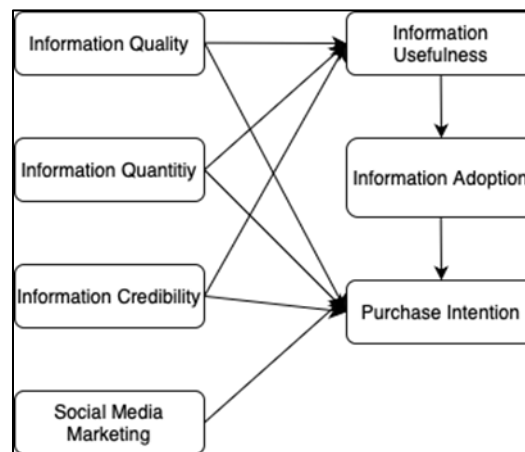 Information Quality
Information
Usefulness
Information Quantitiy
Information Adoption
Information Credibility
Purchase Intention
Social Media
Marketing